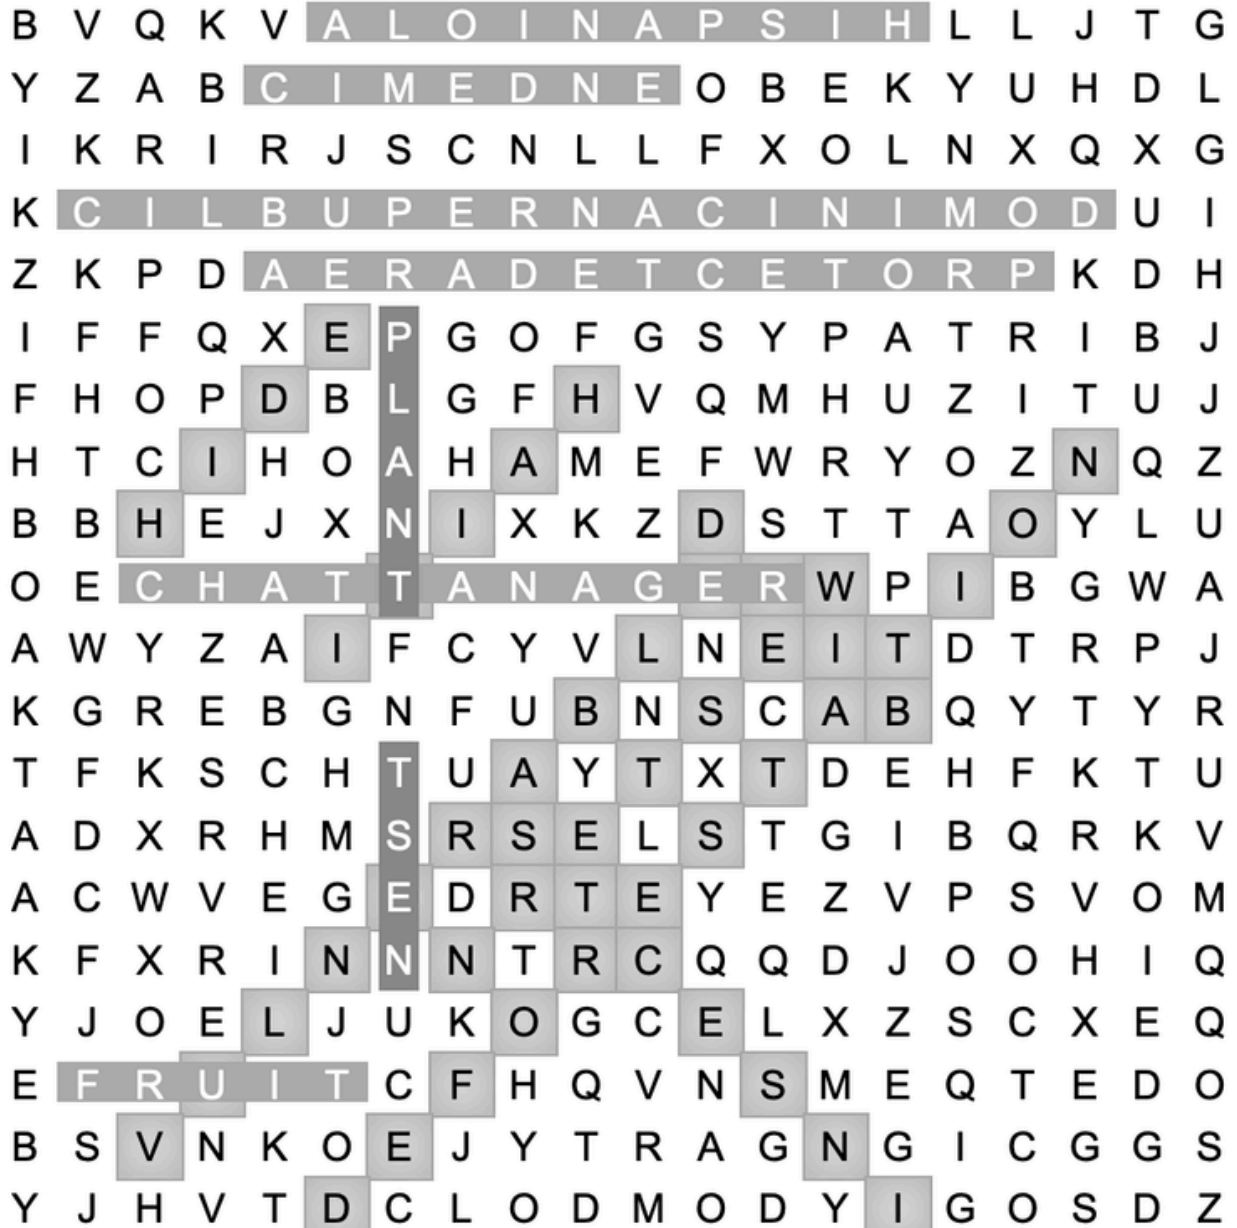 B V Q K V A L O I N A P S I H L L J T G
Y Z A B C I M E D N E O B E K Y U H D L
I K R I R J S C N L L F X O L N X Q X G
K C I L B U P E R N A C I N I M O D U I
Z K P D A E R A D E T C E T O R P K D H
I F F Q X E P G O F G S Y P A T R I B J
F H O P D B L G F H V Q M H U Z I T U J
H T C I H O A H A M E F W R Y O Z N Q Z
B B H E J X N I X K Z D S T T A O Y L U
O E C H A T T A N A G E R W P I B G W A
A W Y Z A I F C Y V L N E I T D T R P J
K G R E B G N F U B N S C A B Q Y T Y R
T F K S C H T U A Y T X T D E H F K T U
A D X R H M S R S E L S T G I B Q R K V
A C W V E G E D R T E Y E Z V P S V O M
K F X R I N N N T R C Q Q D J O O H I Q
Y J O E L J U K O G C E L X Z S C X E Q
E F R U I T C F H Q V N S M E Q T E D O
B S V N K O E J Y T R A G N G I C G G S
Y J H V T D C L O D M O D Y I G O S D Z